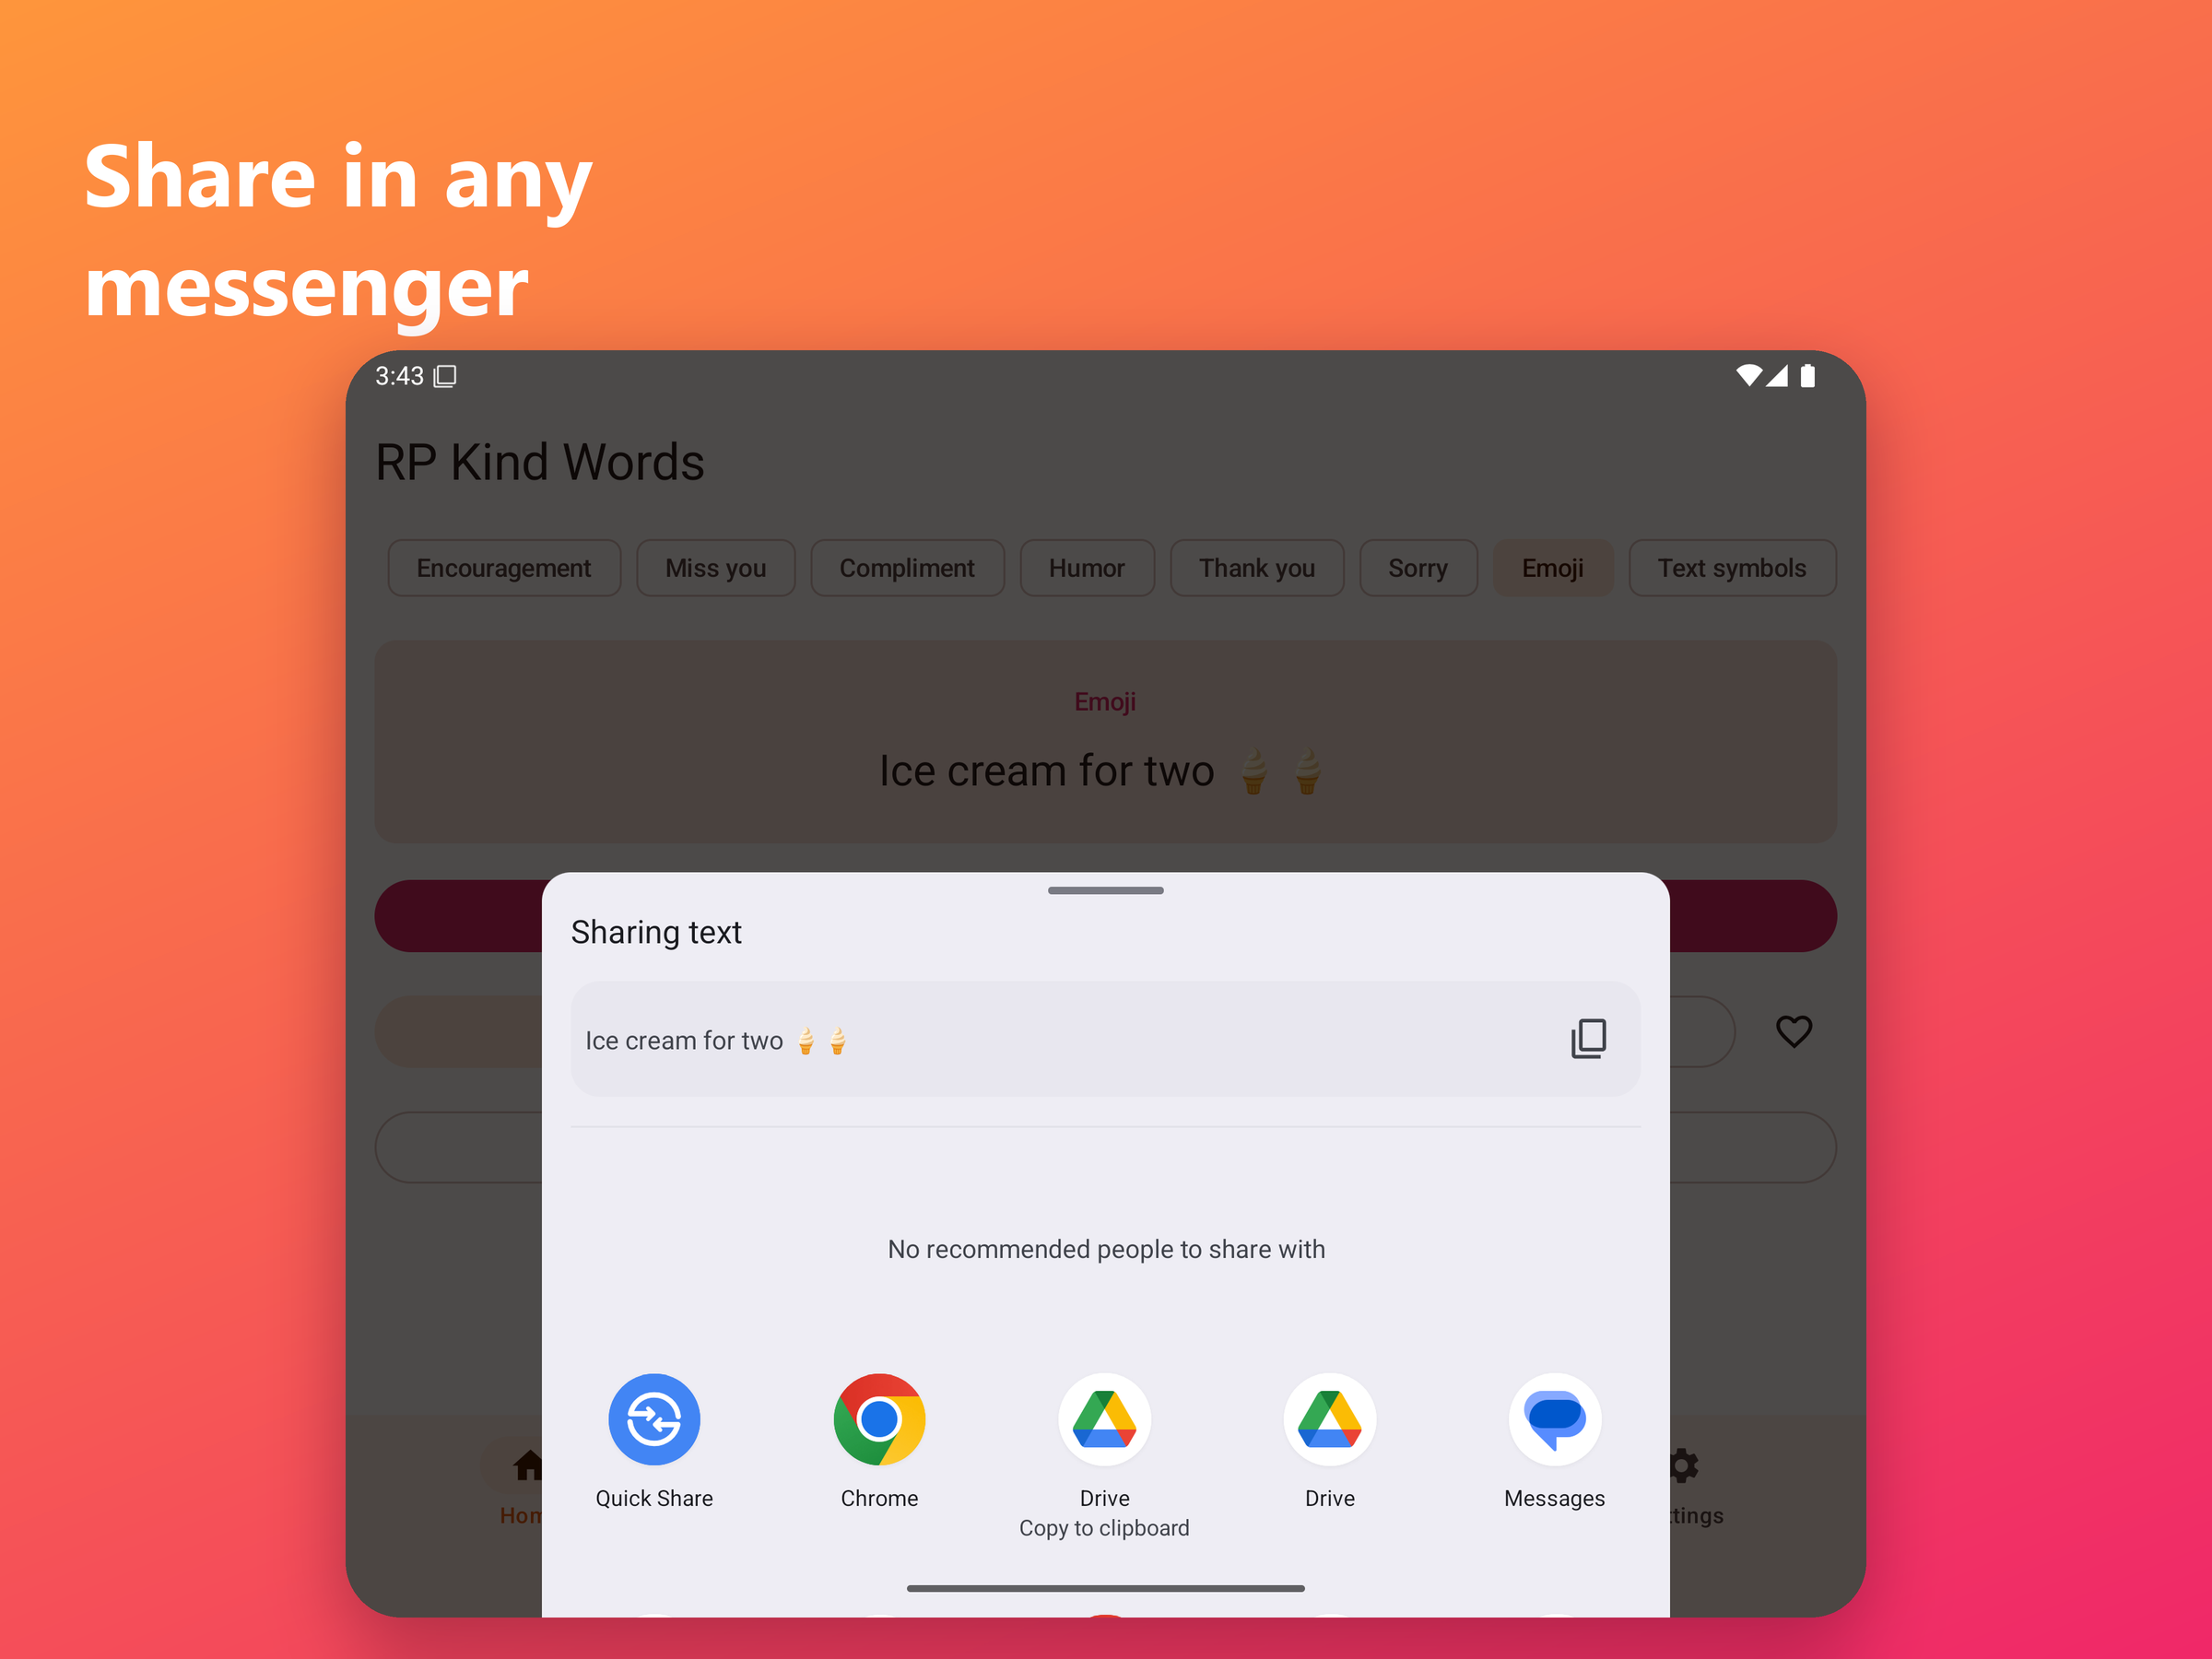 Share in any
messenger
3:43
RP Kind Words
Encouragement Miss you Compliment Humor Thank you Sorry Emoji Text symbols
Emoji
Ice cream for two 🍦🍦
Sharing text
Ice cream for two 🍦🍦
No recommended people to share with
Quick Share Chrome Drive Drive Messages
Copy to clipboard